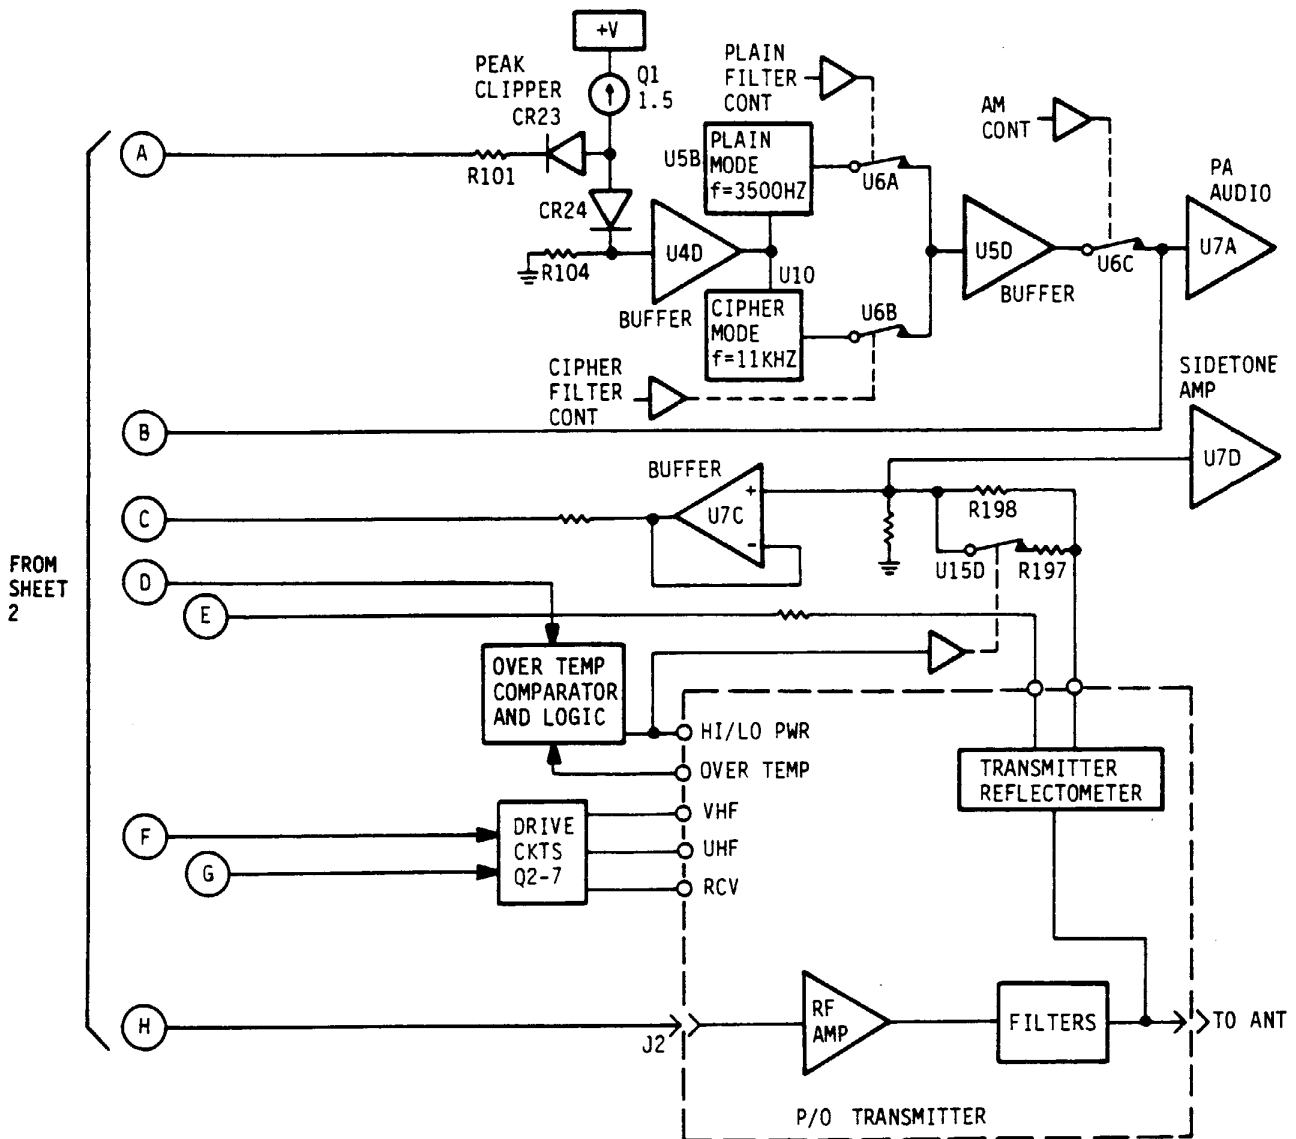 +V
PEAK
CLIPPER
CR23
Q1
1.5
PLAIN
FILTER
CONT
AM
CONT
A
R101
U5B
PLAIN
MODE
f=3500HZ
U6A
PA
AUDIO
CR24
R104
U4D
BUFFER
U10
CIPHER
MODE
f=11KHZ
U6B
U5D
BUFFER
U6C
U7A
CIPHER
FILTER
CONT
SIDETONE
AMP
B
BUFFER
U7D
C
U7C
+
-
R198
U15D
R197
FROM
SHEET
2
D
E
OVER TEMP
COMPARATOR
AND LOGIC
HI/LO PWR
OVER TEMP
TRANSMITTER
REFLECTOMETER
F
G
DRIVE
CKTS
Q2-7
VHF
UHF
RCV
H
J2
RF
AMP
FILTERS
TO ANT
P/O TRANSMITTER